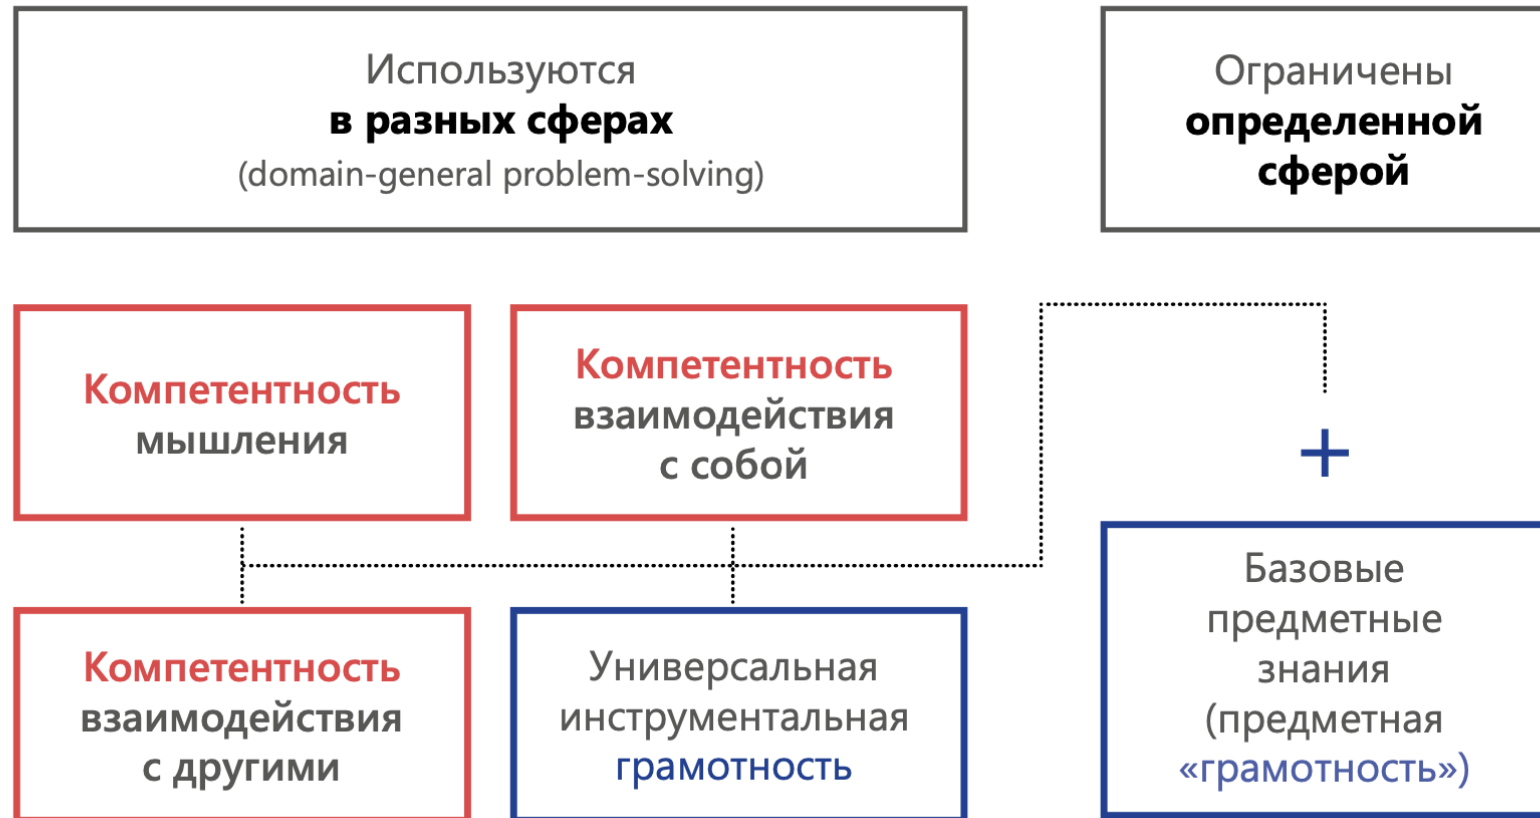 Используются
в разных сферах
(domain-general problem-solving)
Ограничены
определенной
сферой
Компетентность
мышления
Компетентность
взаимодействия
с собой
+
Компетентность
взаимодействия
с другими
Универсальная
инструментальная
грамотность
Базовые
предметные
знания
(предметная
«грамотность»)